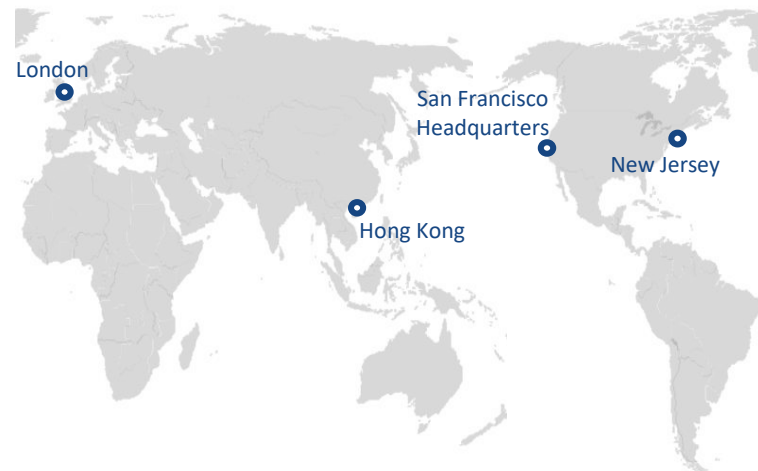 London
San Francisco
Headquarters
New Jersey
Hong Kong